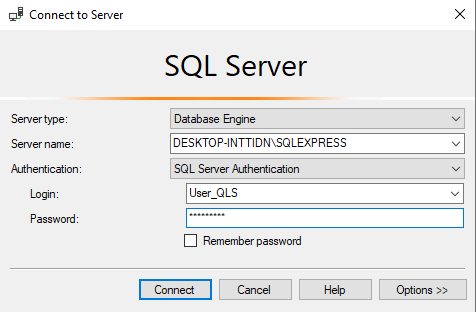 Connect to Server
SQL Server
Server type: Database Engine
Server name: DESKTOP-INTTIDN\SQLEXPRESS
Authentication: SQL Server Authentication
Login: User_QLS
Password: *********
Remember password
Connect Cancel Help Options >>